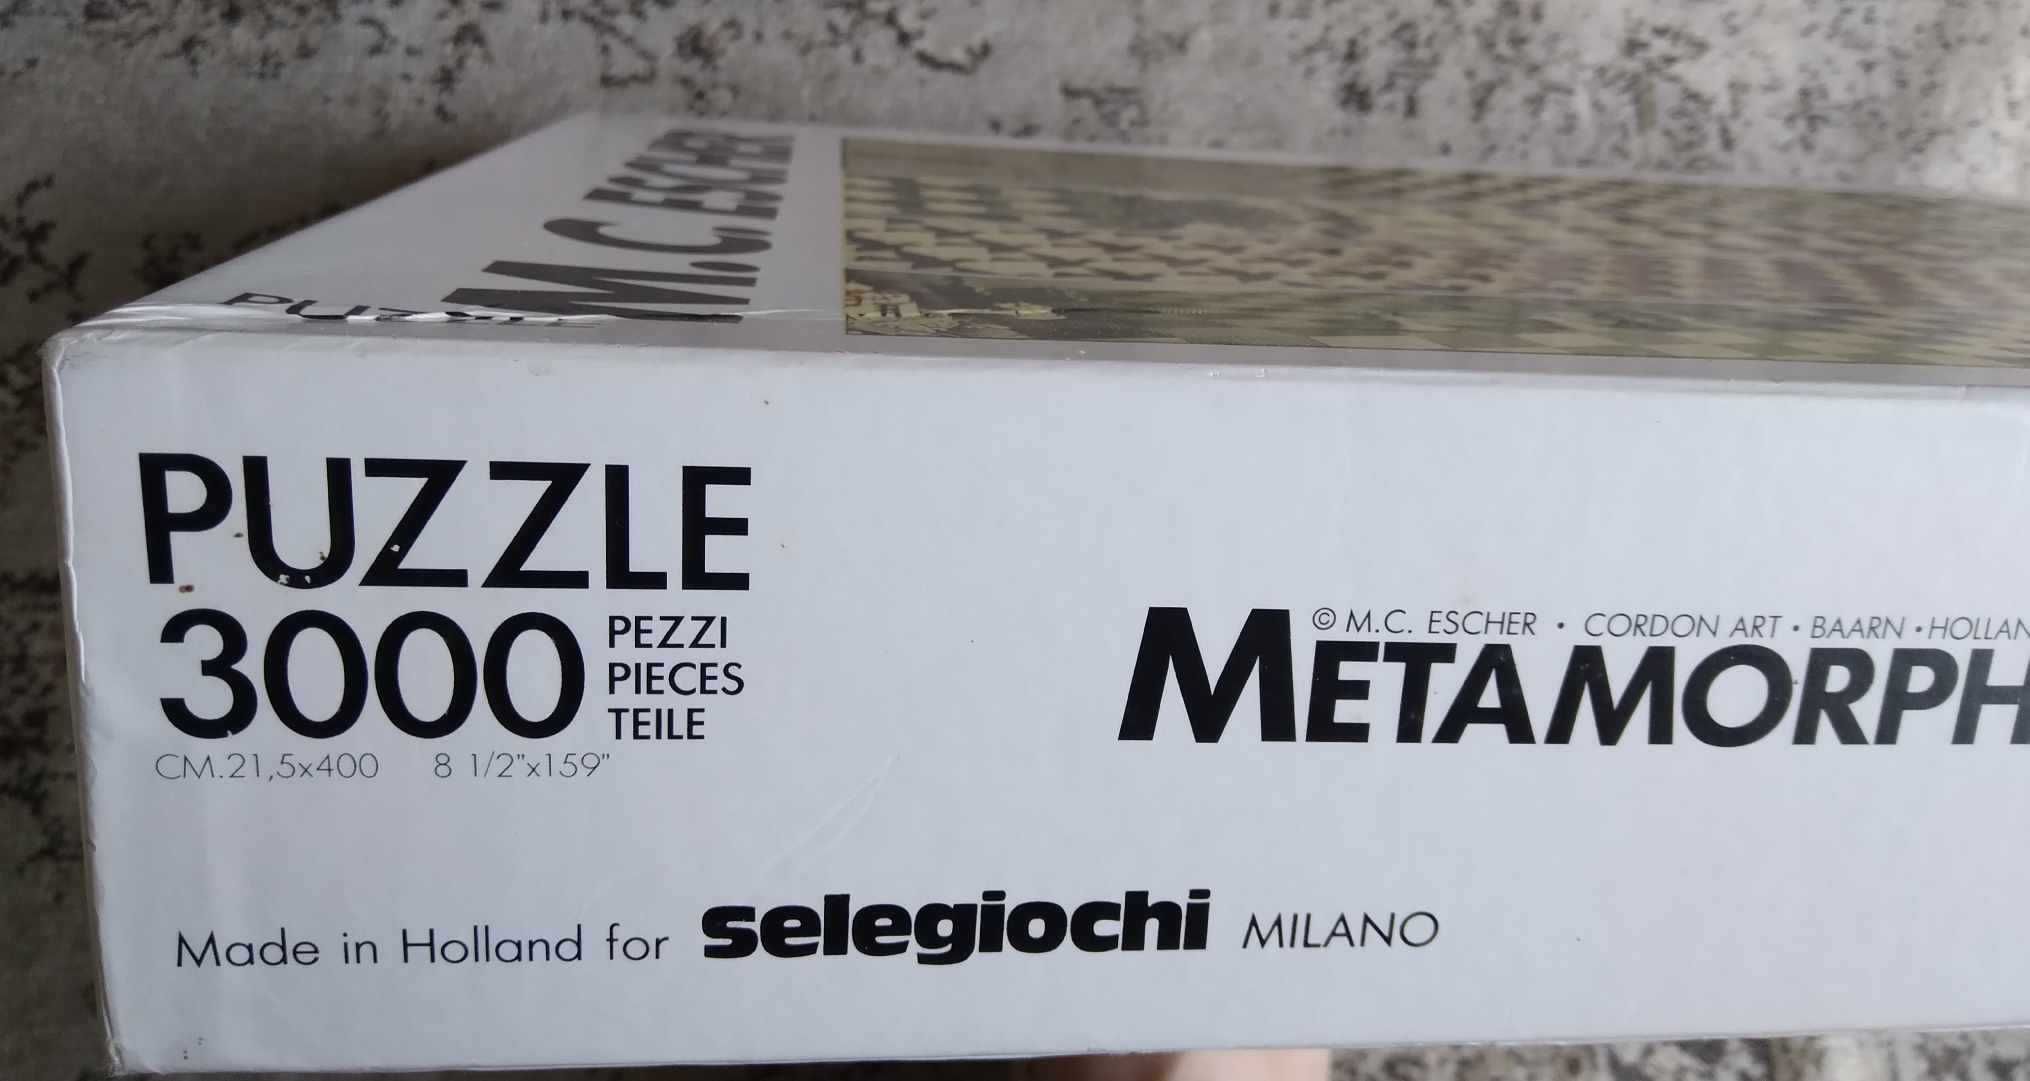 M.C. ESCHER
PUZZLE
PUZZLE
3000
PEZZI
PIECES
TEILE
CM.21,5x400 8 1/2"x159"
© M.C. ESCHER • CORDON ART • BAARN • HOLLAN
METAMORPH
Made in Holland for selegiochi MILANO